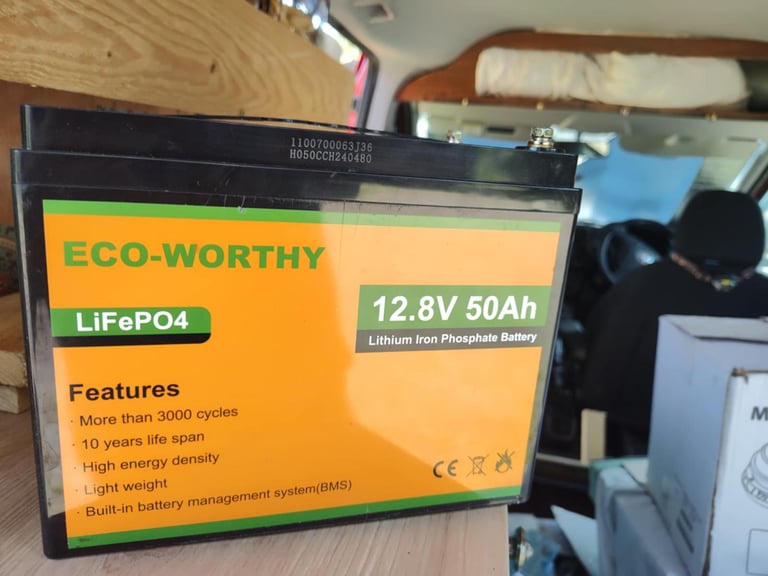 1100700063J36
H050CCH240480
ECO-WORTHY
LiFePO4
12.8V 50Ah
Lithium Iron Phosphate Battery
Features
· More than 3000 cycles
· 10 years life span
· High energy density
· Light weight
· Built-in battery management system(BMS)
CE
M